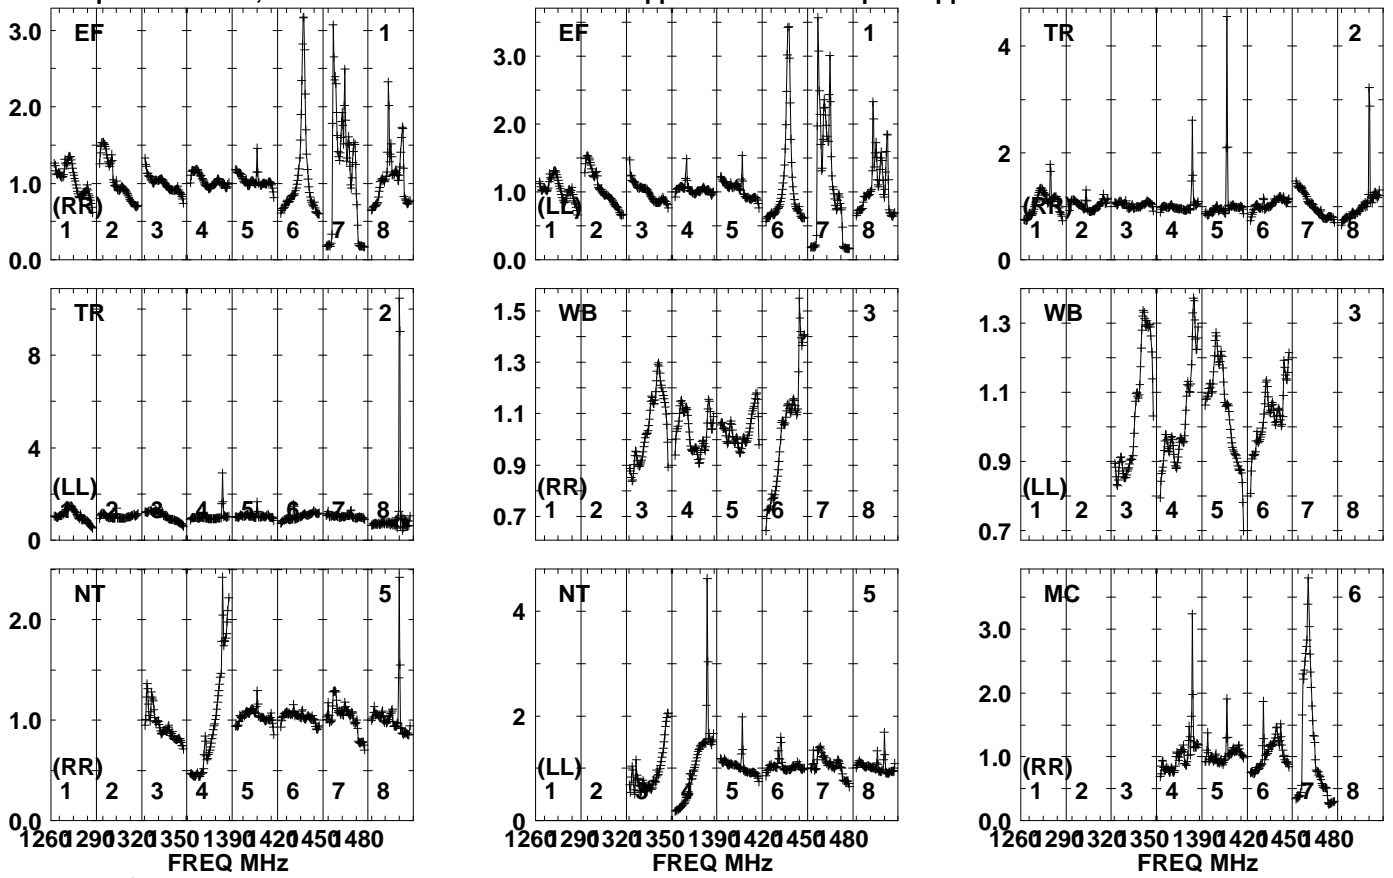 EF 1
3.0
2.0
1.0
0.0
(RR)
1 2 3 4 5 6 7 8
EF 1
3.0
2.0
1.0
0.0
(LL)
1 2 3 4 5 6 7 8
TR 2
4
2
0
(RR)
1 2 3 4 5 6 7 8
TR 2
8
4
0
(LL)
1 2 3 4 5 6 7 8
WB 3
1.5
1.3
1.1
0.9
0.7
(RR)
1 2 3 4 5 6 7 8
WB 3
1.3
1.1
0.9
0.7
(LL)
1 2 3 4 5 6 7 8
NT 5
2.0
1.0
0.0
(RR)
1 2 3 4 5 6 7 8
1260 1290 1320 1350 1390 1420 1450 1480
FREQ MHz
NT 5
4
2
0
(LL)
1 2 3 4 5 6 7 8
1260 1290 1320 1350 1390 1420 1450 1480
FREQ MHz
MC 6
3.0
2.0
1.0
0.0
(RR)
1 2 3 4 5 6 7 8
1260 1290 1320 1350 1390 1420 1450 1480
FREQ MHz